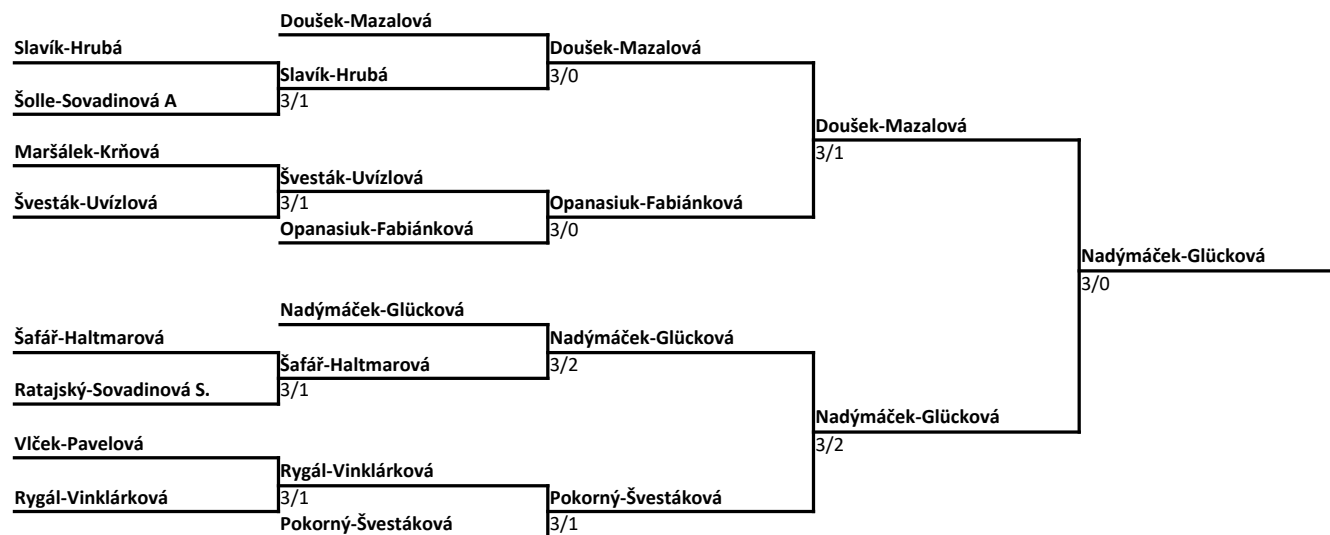 Doušek-Mazalová
Slavík-Hrubá
Doušek-Mazalová
Slavík-Hrubá
3/0
Šolle-Sovadinová A
3/1
Doušek-Mazalová
Maršálek-Krňová
3/1
Švesták-Uvízlová
Švesták-Uvízlová
3/1
Opanasiuk-Fabiánková
Opanasiuk-Fabiánková
3/0
Nadýmáček-Glücková
3/0
Nadýmáček-Glücková
Šafář-Haltmarová
Nadýmáček-Glücková
Šafář-Haltmarová
3/2
Ratajský-Sovadinová S.
3/1
Nadýmáček-Glücková
Vlček-Pavelová
3/2
Rygál-Vinklárková
Rygál-Vinklárková
3/1
Pokorný-Švestáková
Pokorný-Švestáková
3/1